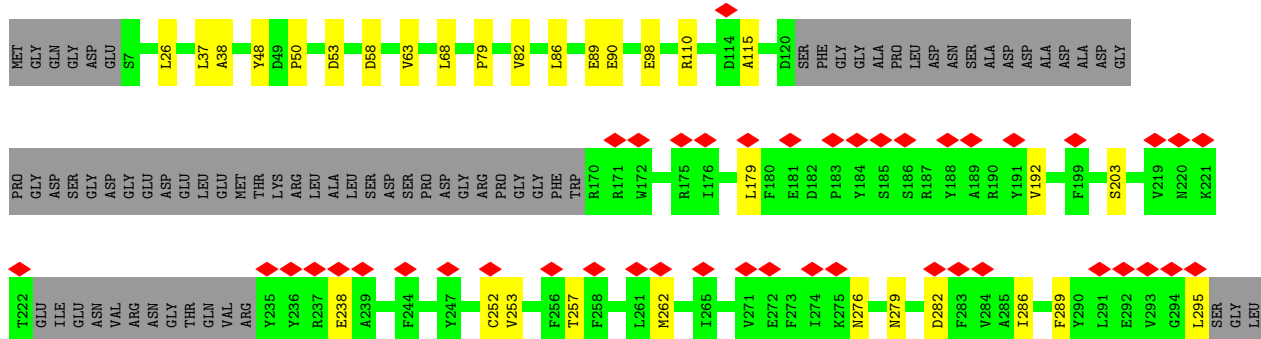 MET GLY GLN GLY ASP GLU S7 L26 L37 A38 Y48 D49 P50 D53 D58 V63 L68 P79 V82 L86 E89 E90 E98 R110 D114 A115 D120 SER PHE GLY GLY ALA PRO LEU ASP ASN SER ALA ASP ASP ALA ASP ALA ASP GLY
PRO GLY ASP SER GLY ASP GLY GLU ASP GLU LEU GLU MET THR LYS ARG LEU ALA LEU SER ASP SER PRO ASP GLY ARG PRO GLY GLY PHE TRP R170 R171 W172 R175 I176 L179 F180 E181 D182 P183 Y184 S185 S186 R187 Y188 A189 R190 Y191 V192 F199 S203 V219 N220 K221
T222 GLU ILE GLU ASN VAL ARG ASN GLY THR GLN VAL ARG Y235 Y236 R237 E238 A239 F244 Y247 C252 V253 F256 T257 F258 L261 M262 I265 V271 E272 F273 I274 K275 N276 N279 D282 F283 V284 A285 I286 F289 Y290 L291 E292 V293 G294 L295 SER GLY LEU